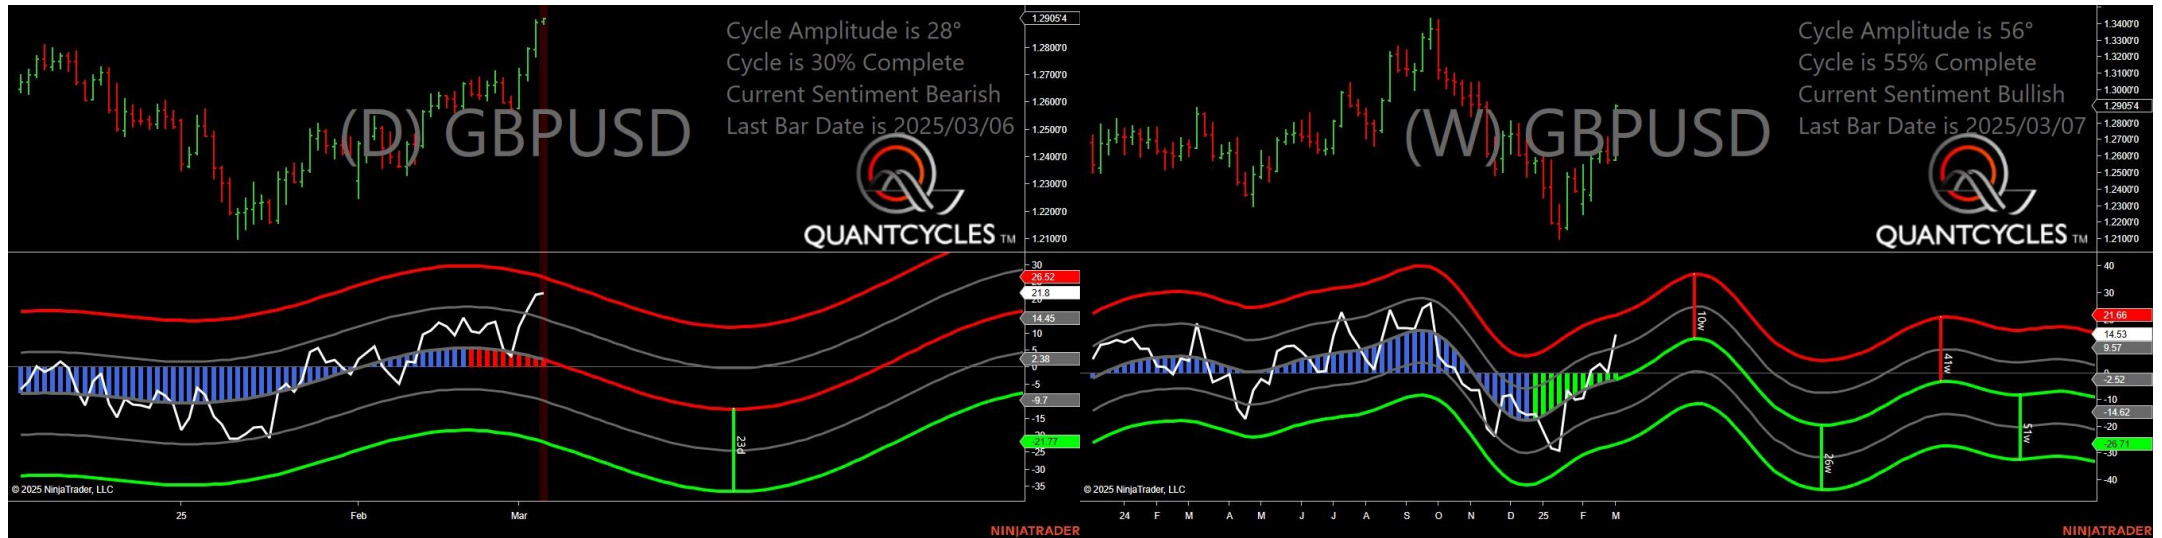 Cycle Amplitude is 28°
Cycle is 30% Complete
Current Sentiment Bearish
Last Bar Date is 2025/03/06
(D) GBPUSD
QUANTCYCLES TM
1.2905'4
1.2800'0
1.2700'0
1.2600'0
1.2500'0
1.2400'0
1.2300'0
1.2200'0
1.2100'0
30
26.52
21.8
20
14.45
10
5
2.38
0
-5
-9.7
-15
-20
-21.77
-25
-30
-35
23d
© 2025 NinjaTrader, LLC
25
Feb
Mar
NINJATRADER
Cycle Amplitude is 56°
Cycle is 55% Complete
Current Sentiment Bullish
Last Bar Date is 2025/03/07
(W) GBPUSD
QUANTCYCLES TM
1.3400'0
1.3300'0
1.3200'0
1.3100'0
1.3000'0
1.2905'4
1.2800'0
1.2700'0
1.2600'0
1.2500'0
1.2400'0
1.2300'0
1.2200'0
1.2100'0
40
30
21.66
14.53
9.57
0
-2.52
-10
-14.62
-20
-26.71
-30
-40
10w
26w
41w
51w
© 2025 NinjaTrader, LLC
24 F M A M J J A S O N D 25 F M
NINJATRADER